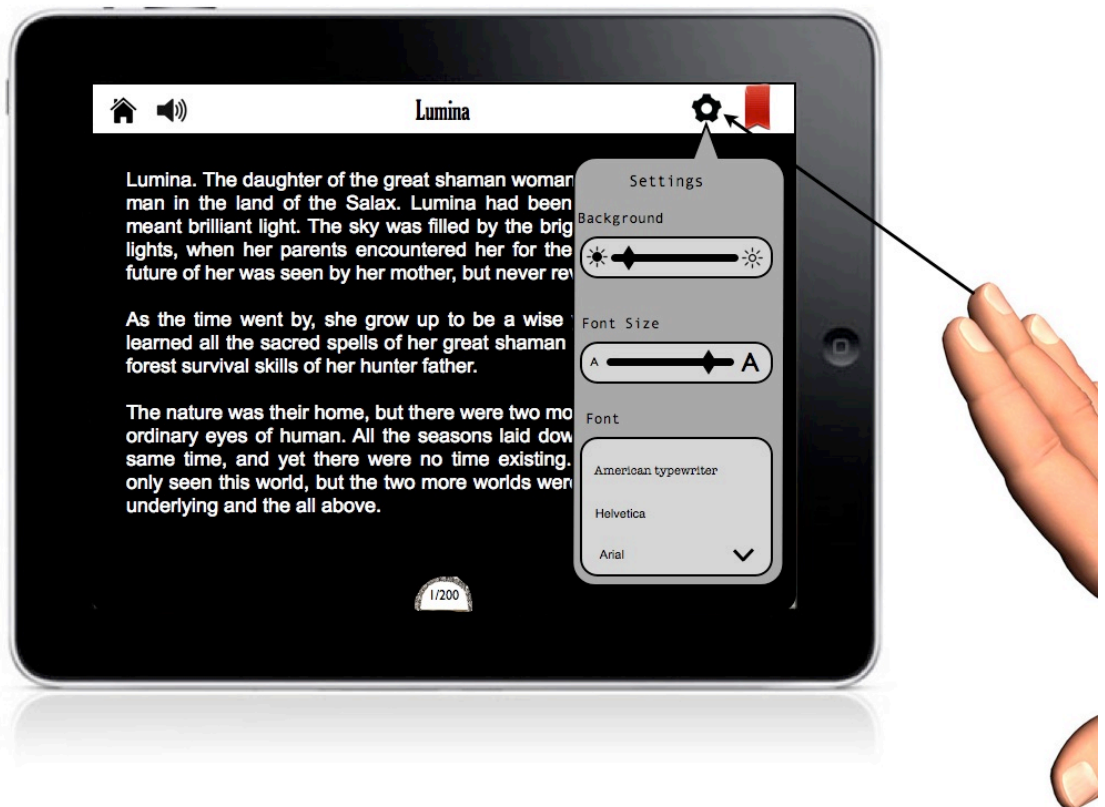 Lumina
Lumina. The daughter of the great shaman woman
man in the land of the Salax. Lumina had been
meant brilliant light. The sky was filled by the brig
lights, when her parents encountered her for the
future of her was seen by her mother, but never rev
As the time went by, she grow up to be a wise
learned all the sacred spells of her great shaman
forest survival skills of her hunter father.
The nature was their home, but there were two mo
ordinary eyes of human. All the seasons laid dow
same time, and yet there were no time existing.
only seen this world, but the two more worlds were
underlying and the all above.
1/200
Settings
Background
Font Size
A A
Font
American typewriter
Helvetica
Arial